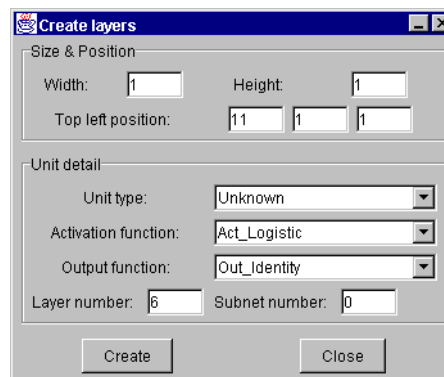 Create layers
Size & Position
Width: 1 Height: 1
Top left position: 11 1 1
Unit detail
Unit type: Unknown
Activation function: Act_Logistic
Output function: Out_Identity
Layer number: 6 Subnet number: 0
Create Close